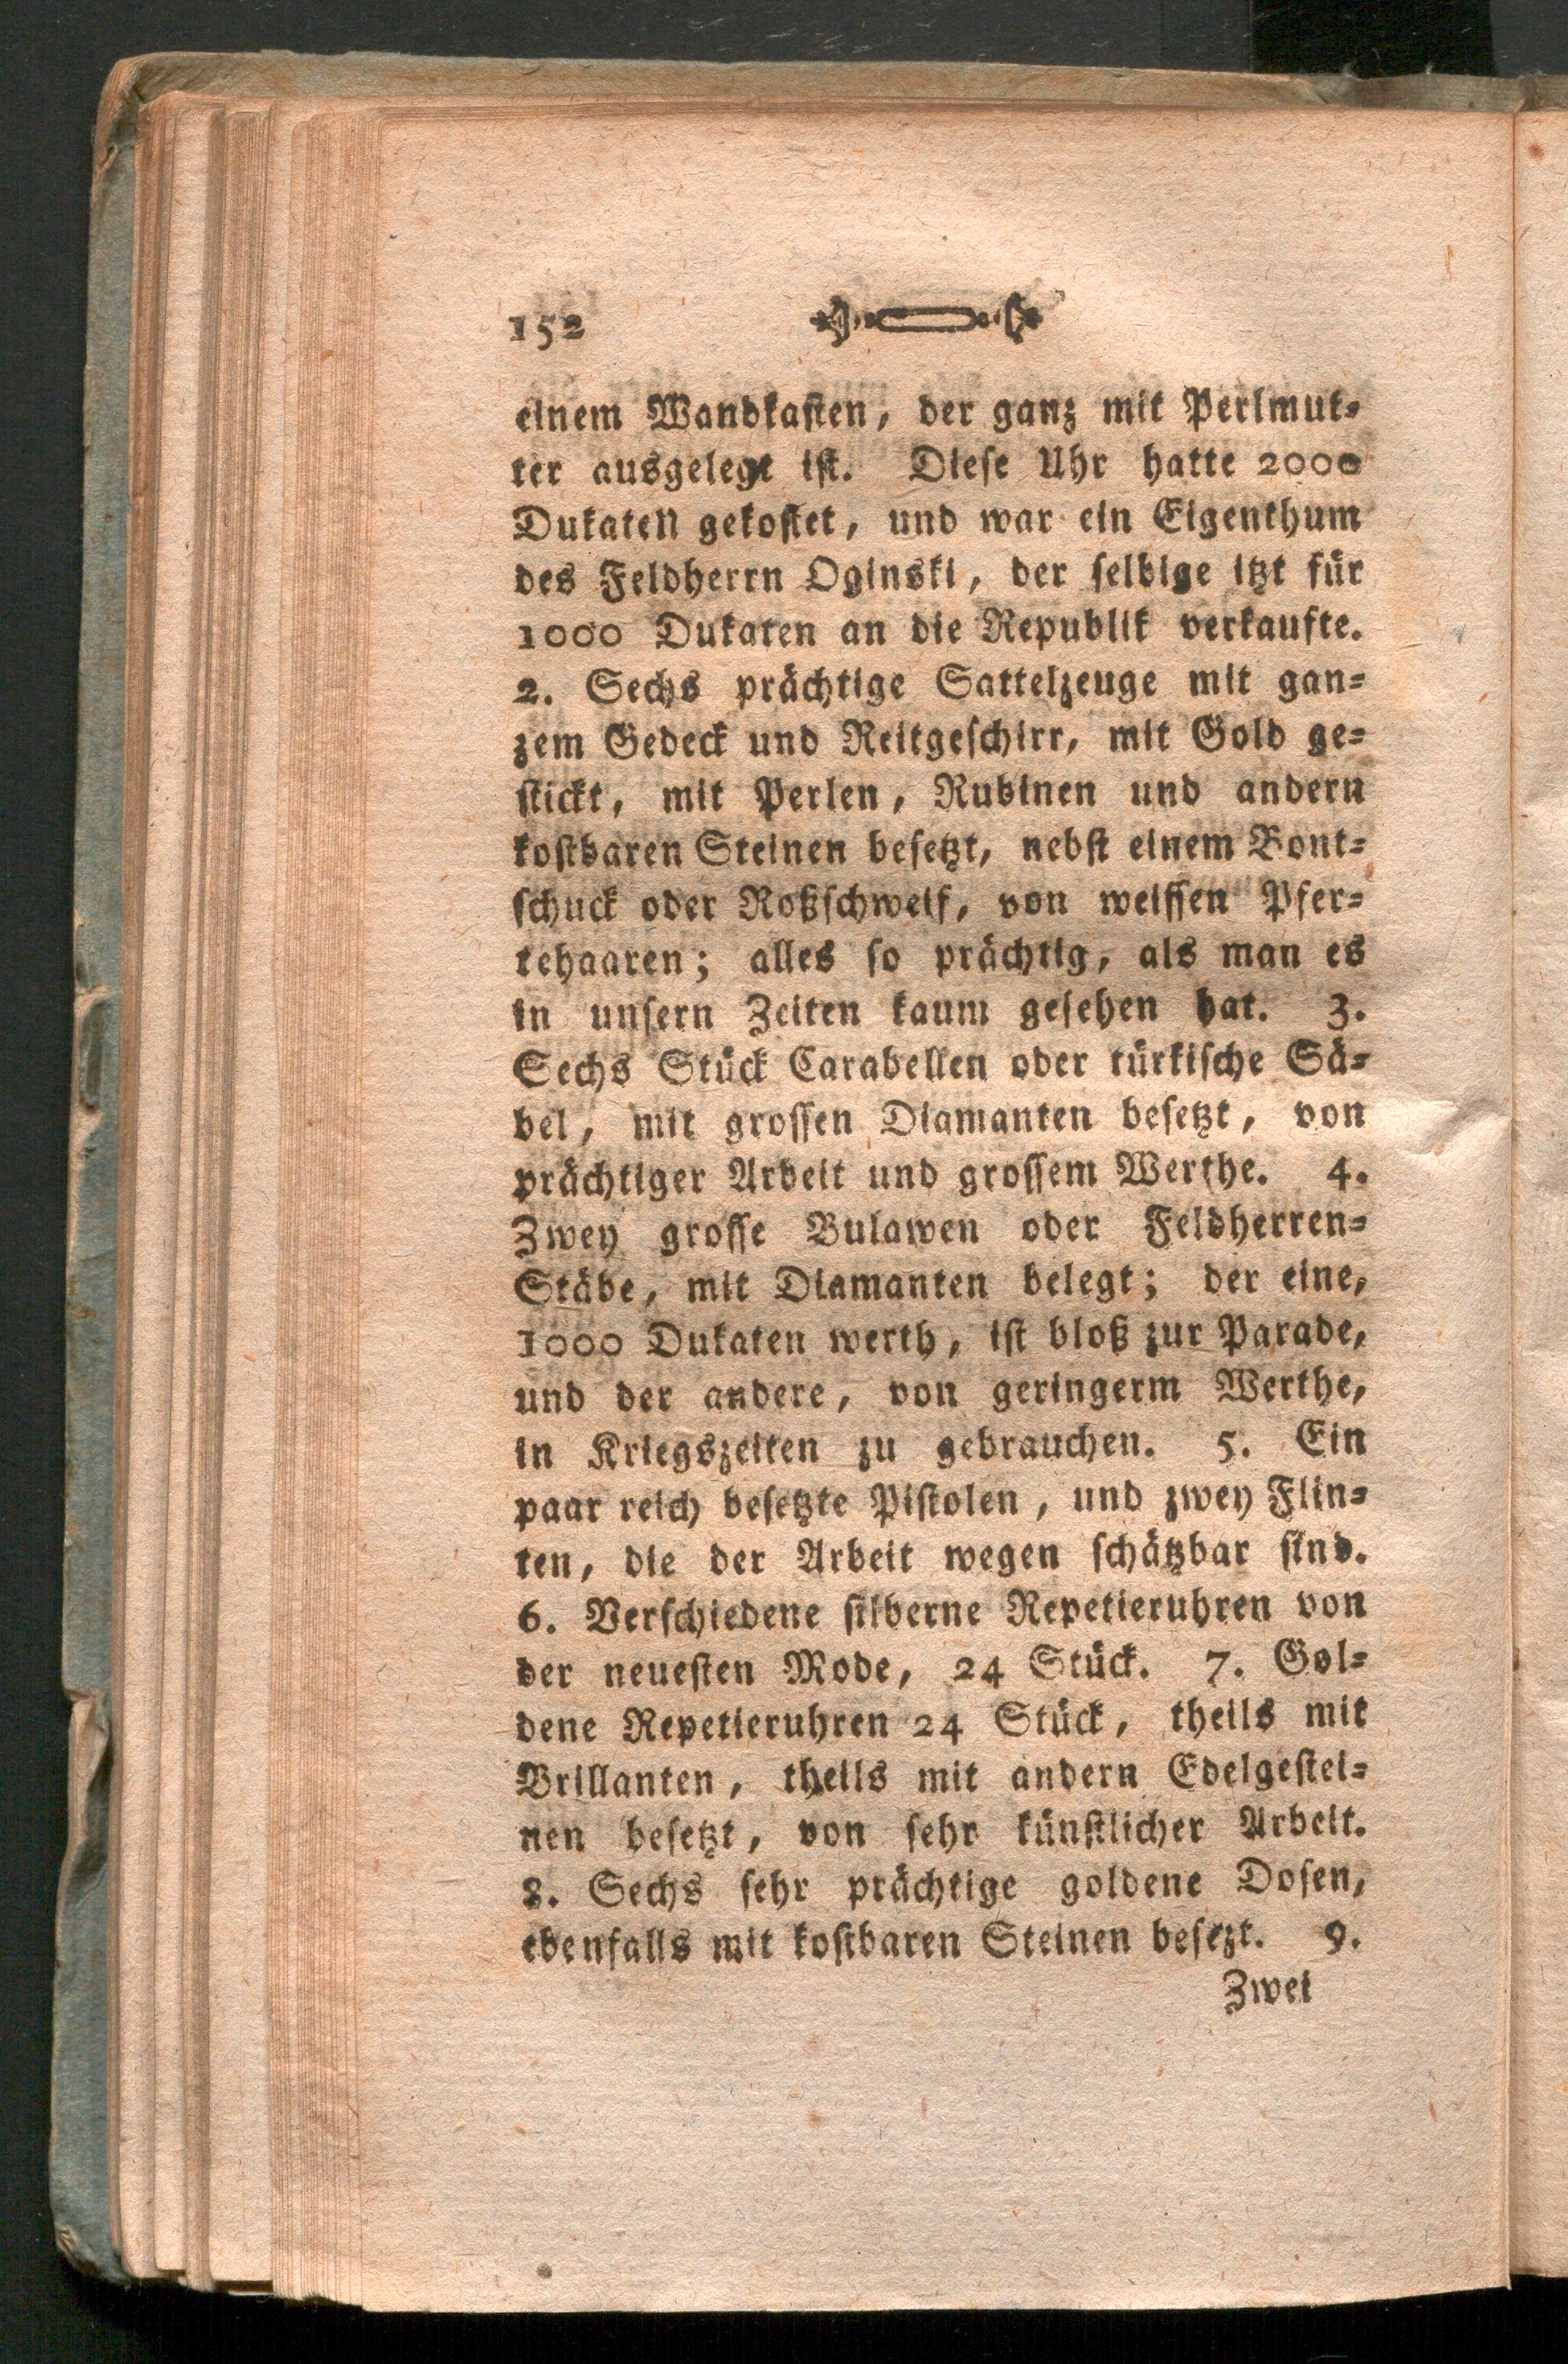 152
einem Wandkasten, der ganz mit Perlmut-
ter ausgelegt ist. Diese Uhr hatte 2000
Dukaten gekostet, und war ein Eigenthum
des Feldherrn Oginski, der selbige itzt für
1000 Dukaten an die Republik verkaufte.
2. Sechs prächtige Sattelzeuge mit gan-
zem Gedeck und Reitgeschirr, mit Gold ge-
stickt, mit Perlen, Rubinen und andern
kostbaren Steinen besetzt, nebst einem Bont-
schuck oder Roßschweif, von weissen Pfer-
tehaaren; alles so prächtig, als man es
in unsern Zeiten kaum gesehen hat. 3.
Sechs Stück Carabellen oder türkische Sä-
bel, mit grossen Diamanten besetzt, von
prächtiger Arbeit und grossem Werthe. 4.
Zwey grosse Bulawen oder Feldherren-
Stäbe, mit Diamanten belegt; der eine,
1000 Dukaten werth, ist bloß zur Parade,
und der andere, von geringerm Werthe,
in Kriegszeiten zu gebrauchen. 5. Ein
paar reich besetzte Pistolen, und zwey Flin-
ten, die der Arbeit wegen schätzbar sind.
6. Verschiedene silberne Repetieruhren von
der neuesten Mode, 24 Stück. 7. Gol-
dene Repetieruhren 24 Stück, theils mit
Brillanten, theils mit andern Edelgestei-
nen besetzt, von sehr künstlicher Arbeit.
8. Sechs sehr prächtige goldene Dosen,
ebenfalls mit kostbaren Steinen besezt. 9.
Zwei